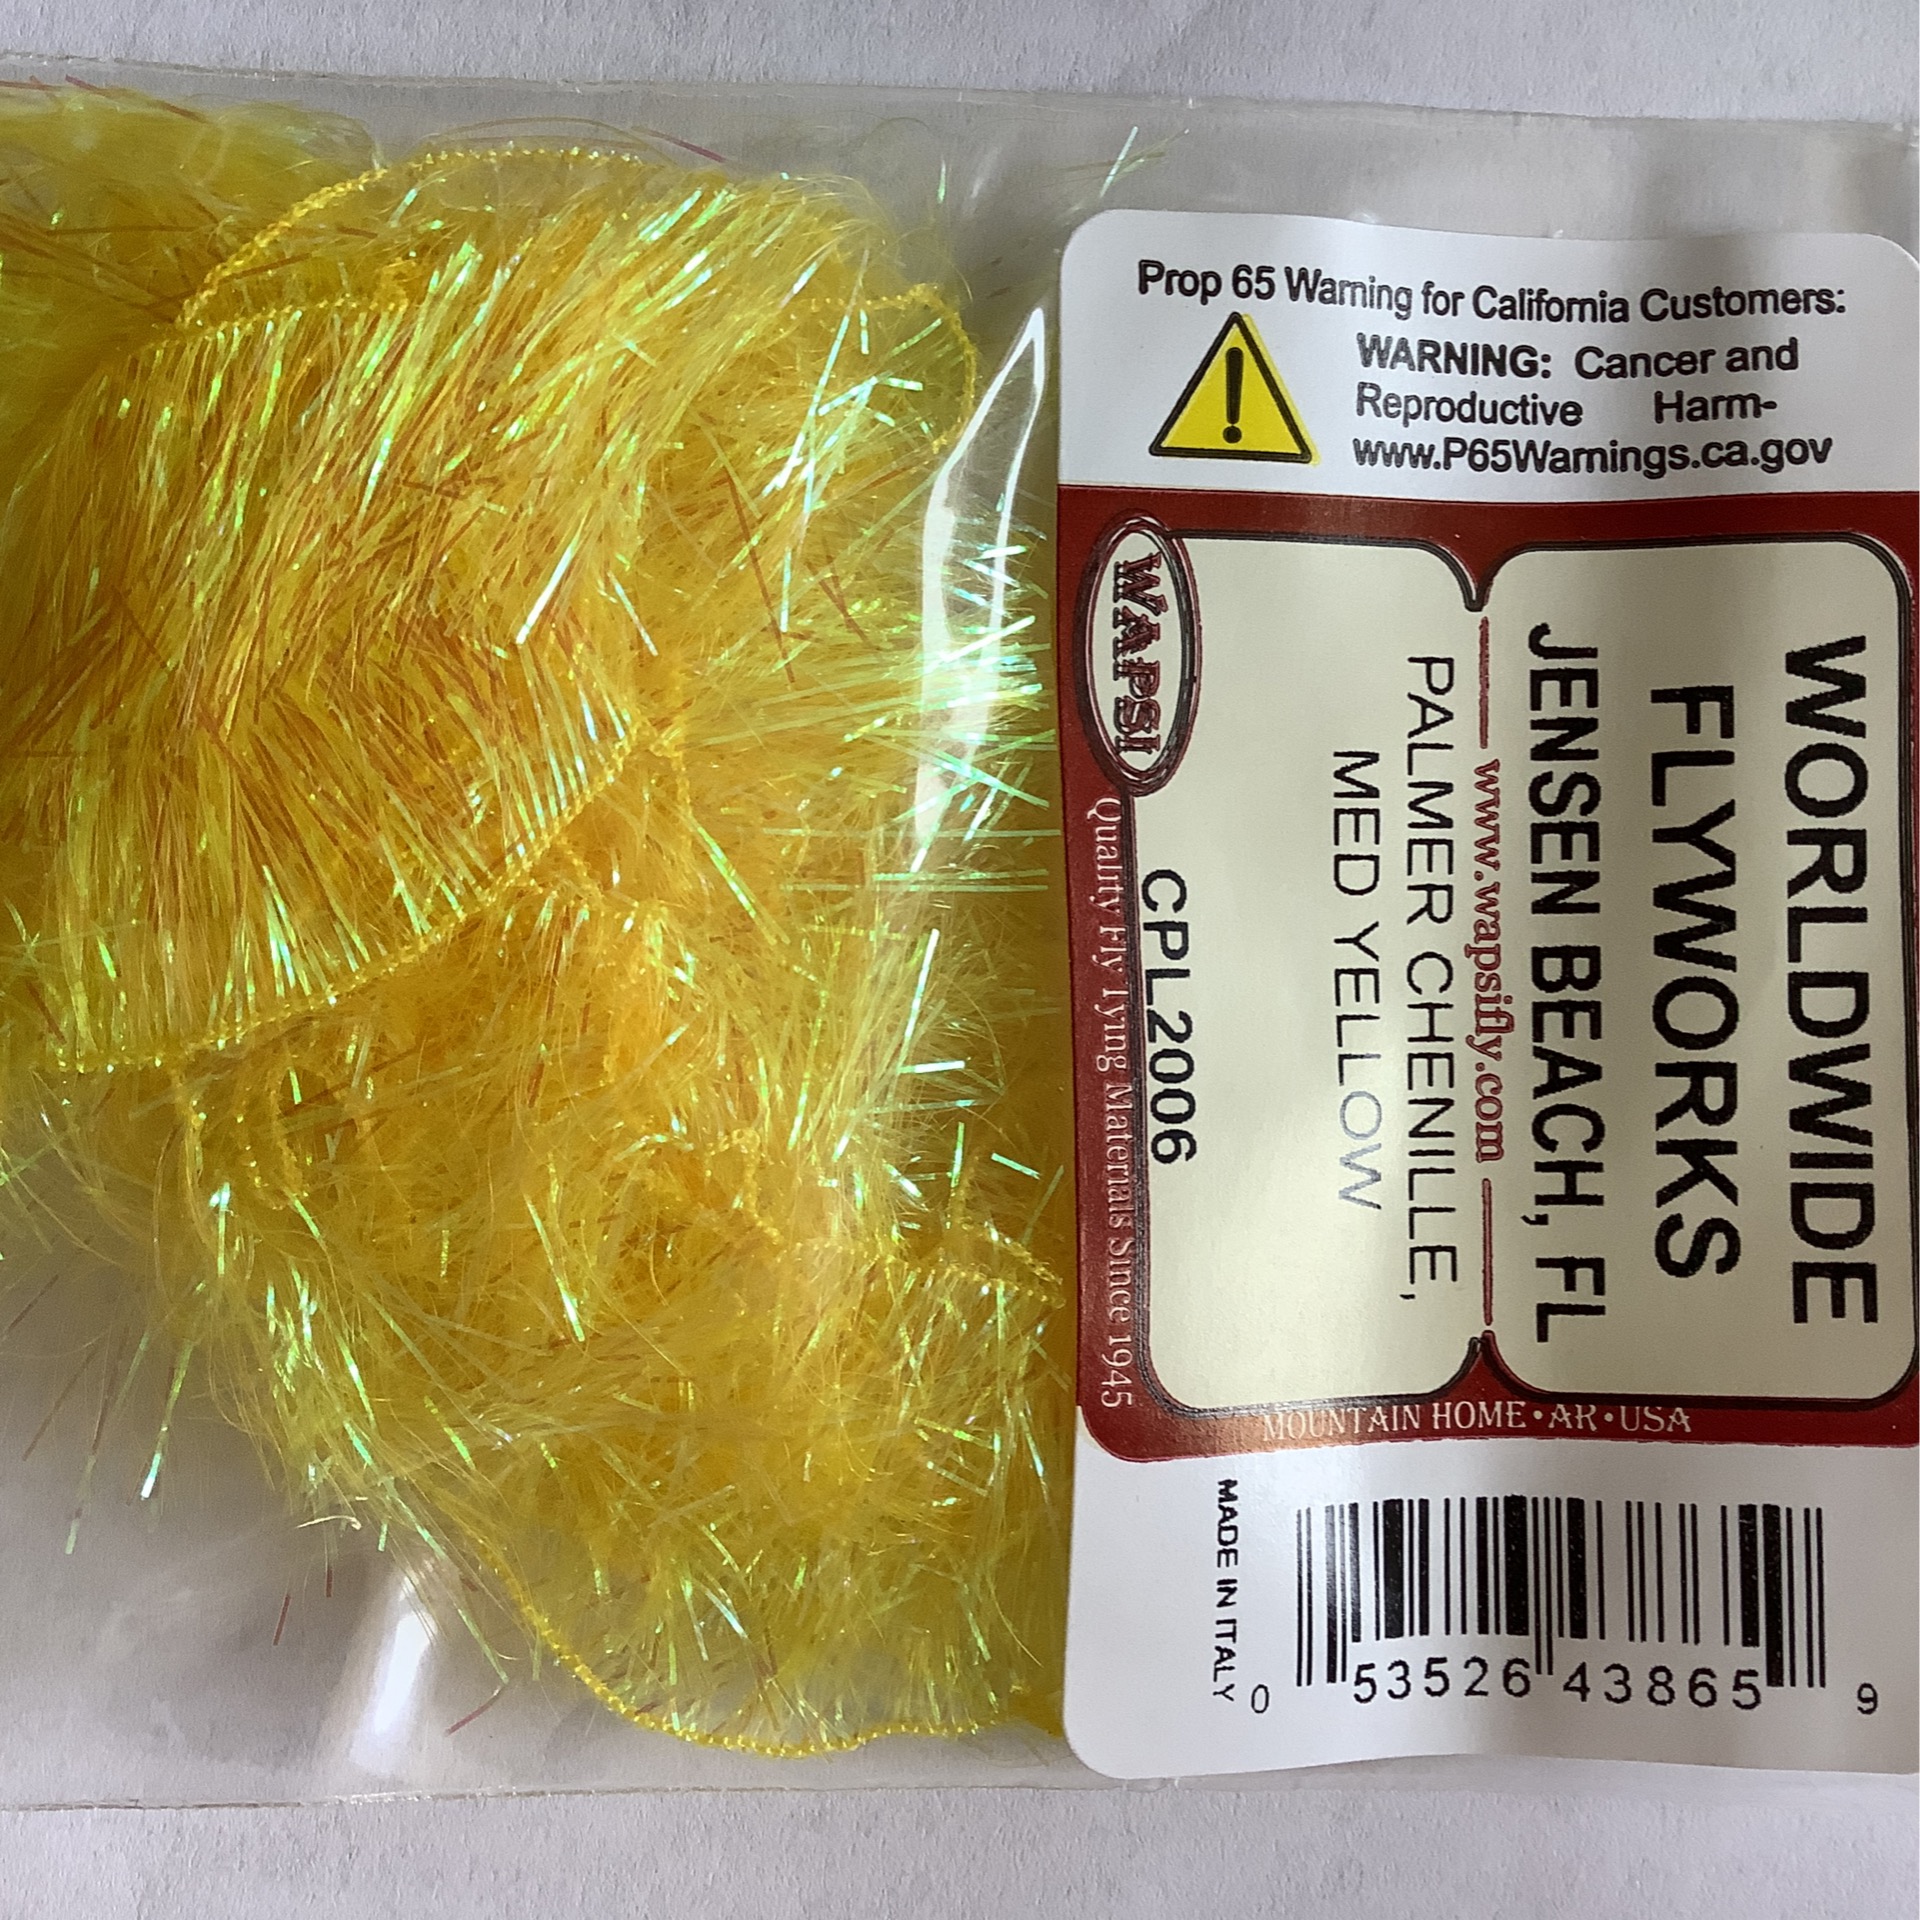 Prop 65 Warning for California Customers:
WARNING: Cancer and
Reproductive Harm-
www.P65Warnings.ca.gov
WORLDWIDE
FLYWORKS
JENSEN BEACH, FL
www.wapsifly.com
PALMER CHENILLE,
MED YELLOW
CPL2006
WAPSI
Quality Fly Tying Materials Since 1945
MOUNTAIN HOME • AR • USA
MADE IN ITALY
0 53526 43865 9